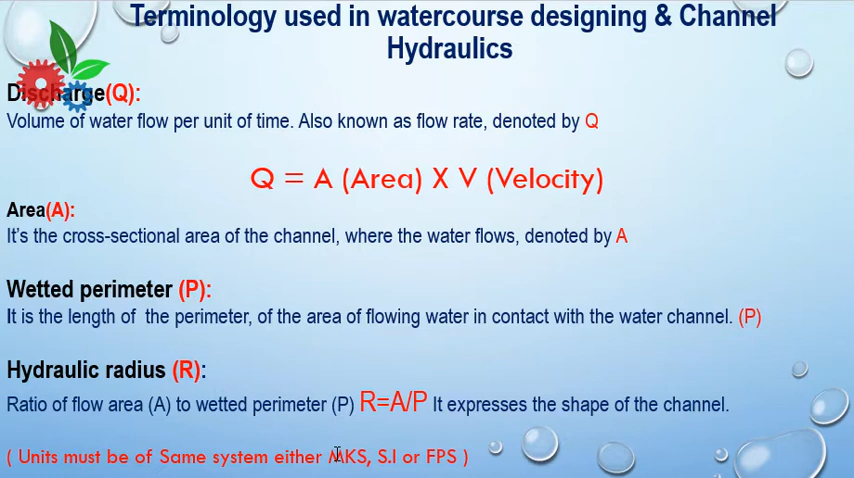 Terminology used in watercourse designing & Channel
Hydraulics
Discharge(Q):
Volume of water flow per unit of time. Also known as flow rate, denoted by Q
Q = A (Area) X V (Velocity)
Area(A):
It's the cross-sectional area of the channel, where the water flows, denoted by A
Wetted perimeter (P):
It is the length of the perimeter, of the area of flowing water in contact with the water channel. (P)
Hydraulic radius (R):
Ratio of flow area (A) to wetted perimeter (P) R=A/P It expresses the shape of the channel.
( Units must be of Same system either MKS, S.I or FPS )